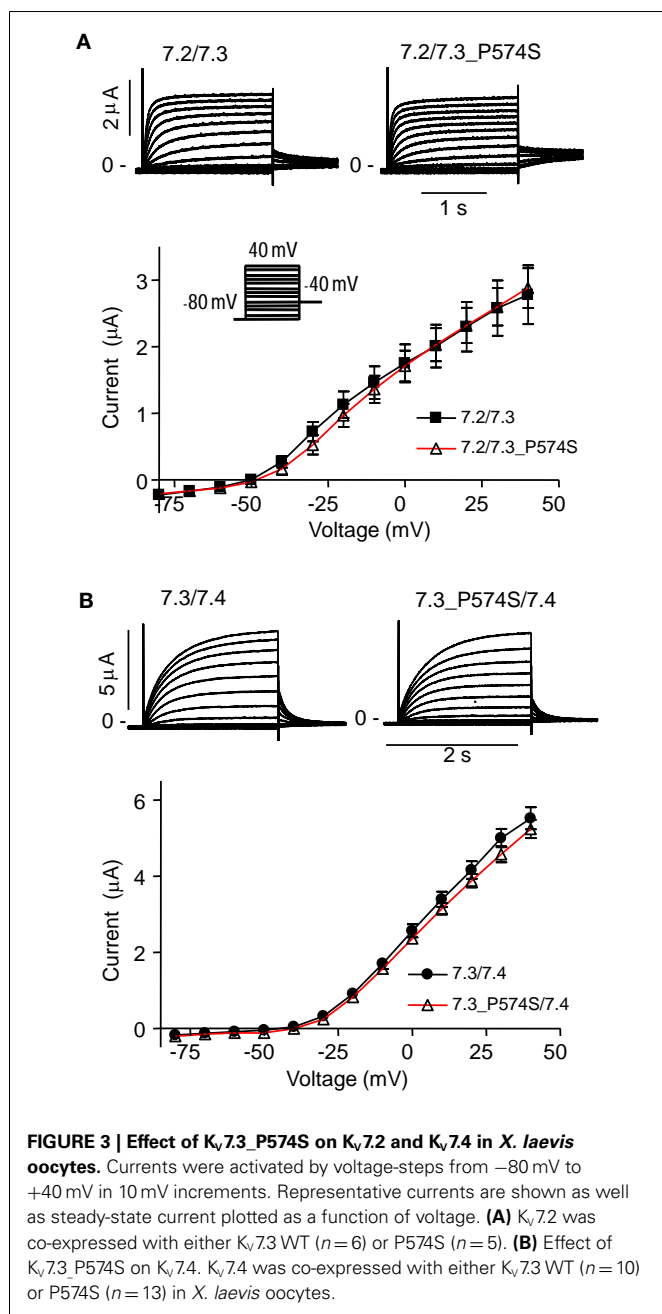 A
7.2/7.3
7.2/7.3_P574S
2 µA
0 -
0 -
1 s
40 mV
-40 mV
-80 mV
3
2
1
0
Current (µA)
7.2/7.3
7.2/7.3_P574S
-75 -50 -25 0 25 50
Voltage (mV)
B
7.3/7.4
7.3_P574S/7.4
5 µA
0 -
0 -
2 s
6
4
2
0
Current (µA)
7.3/7.4
7.3_P574S/7.4
-75 -50 -25 0 25 50
Voltage (mV)
FIGURE 3 | Effect of KV7.3_P574S on KV7.2 and KV7.4 in X. laevis
oocytes. Currents were activated by voltage-steps from −80 mV to
+40 mV in 10 mV increments. Representative currents are shown as well
as steady-state current plotted as a function of voltage. (A) KV7.2 was
co-expressed with either KV7.3 WT (n = 6) or P574S (n = 5). (B) Effect of
KV7.3_P574S on KV7.4. KV7.4 was co-expressed with either KV7.3 WT (n = 10)
or P574S (n = 13) in X. laevis oocytes.